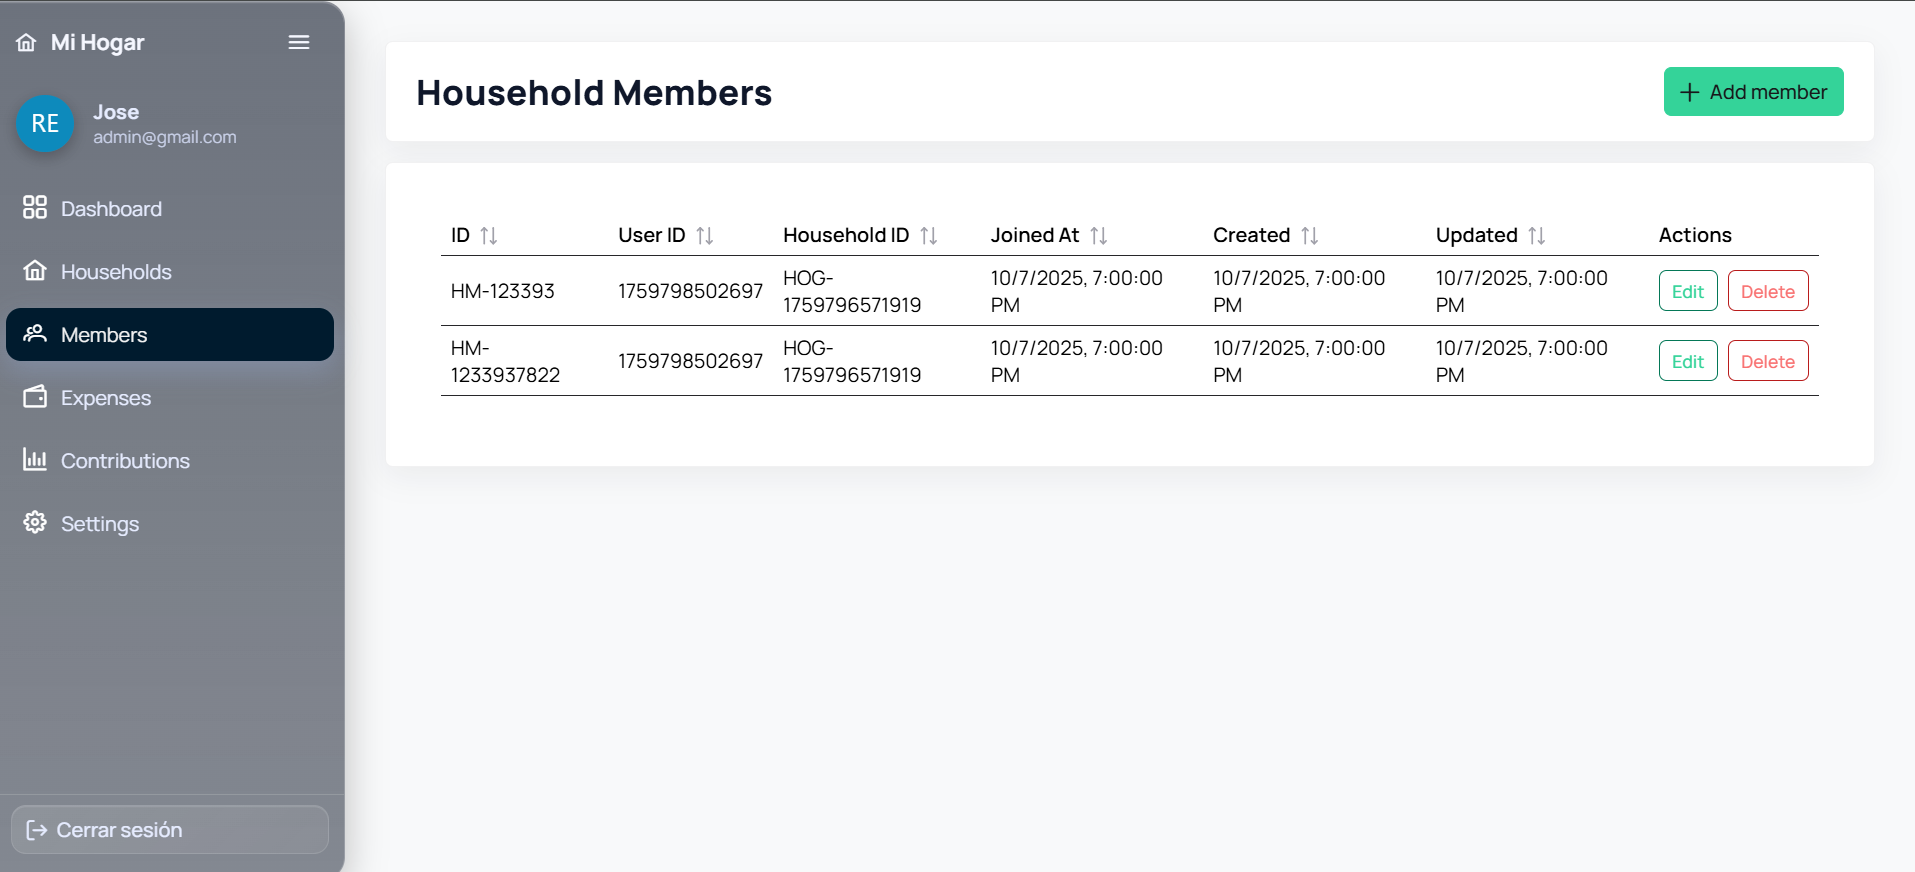 Mi Hogar
RE
Jose
admin@gmail.com
Dashboard
Households
Members
Expenses
Contributions
Settings
Cerrar sesión
Household Members
Add member
ID User ID Household ID Joined At Created Updated Actions
HM-123393 1759798502697 HOG-1759796571919 10/7/2025, 7:00:00 PM 10/7/2025, 7:00:00 PM 10/7/2025, 7:00:00 PM Edit Delete
HM-1233937822 1759798502697 HOG-1759796571919 10/7/2025, 7:00:00 PM 10/7/2025, 7:00:00 PM 10/7/2025, 7:00:00 PM Edit Delete